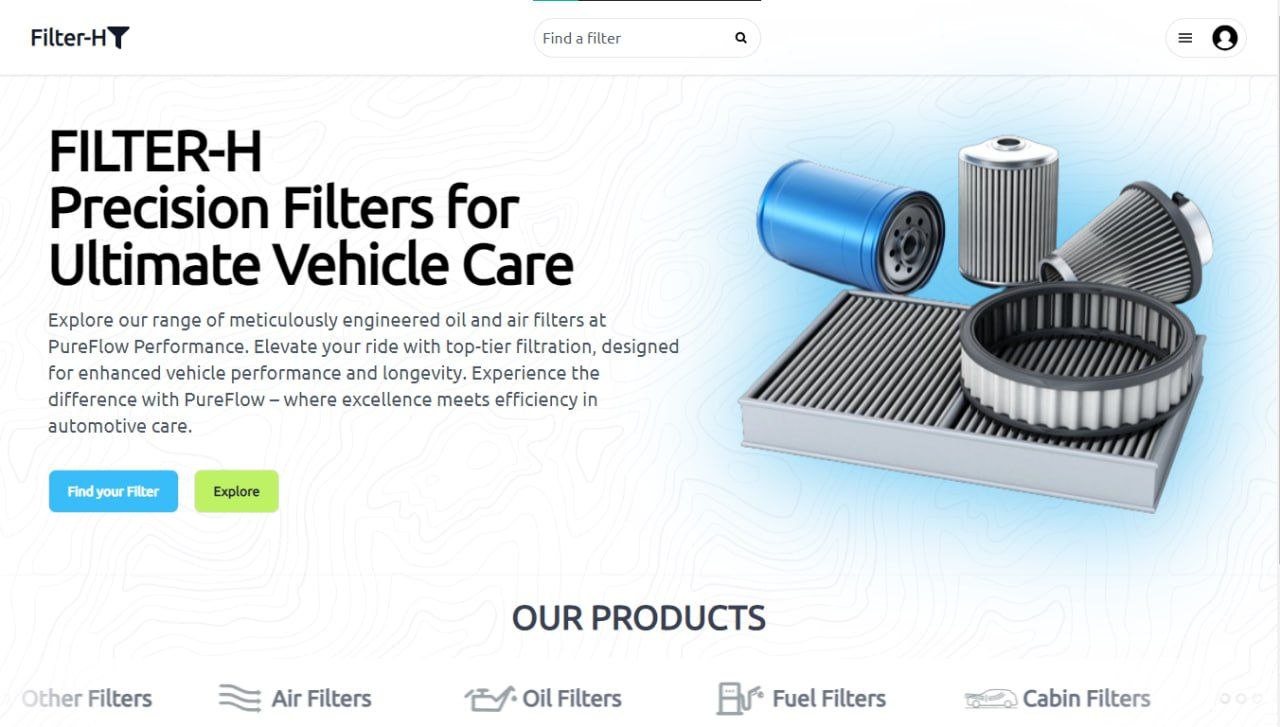 Filter-H
Find a filter
FILTER-H
Precision Filters for
Ultimate Vehicle Care
Explore our range of meticulously engineered oil and air filters at
PureFlow Performance. Elevate your ride with top-tier filtration, designed
for enhanced vehicle performance and longevity. Experience the
difference with PureFlow – where excellence meets efficiency in
automotive care.
Find your Filter
Explore
OUR PRODUCTS
Other Filters
Air Filters
Oil Filters
Fuel Filters
Cabin Filters